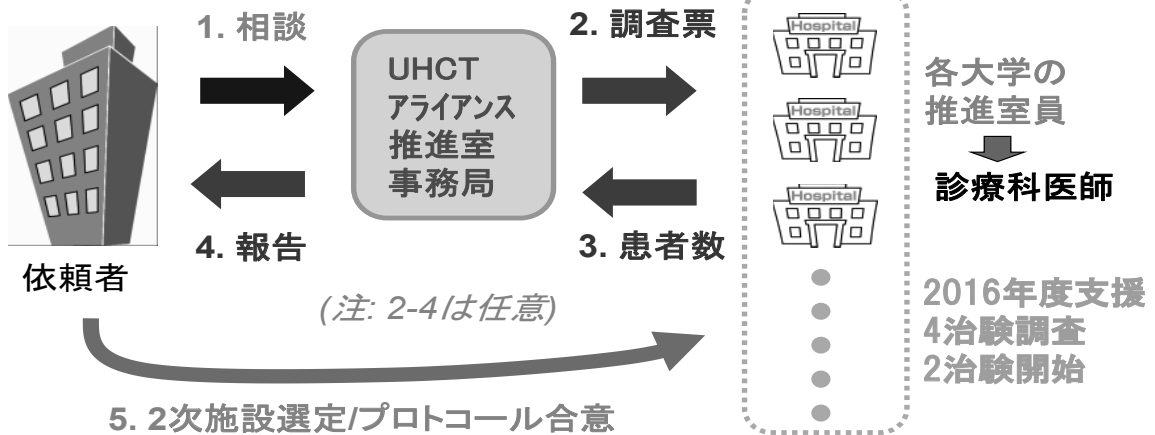 1. 相談
2. 調査票
UHCT
アライアンス
推進室
事務局
Hospital
Hospital
Hospital
各大学の
推進室員
診療科医師
4. 報告
3. 患者数
依頼者
(注: 2-4は任意)
2016年度支援
4治験調査
2治験開始
5. 2次施設選定/プロトコール合意